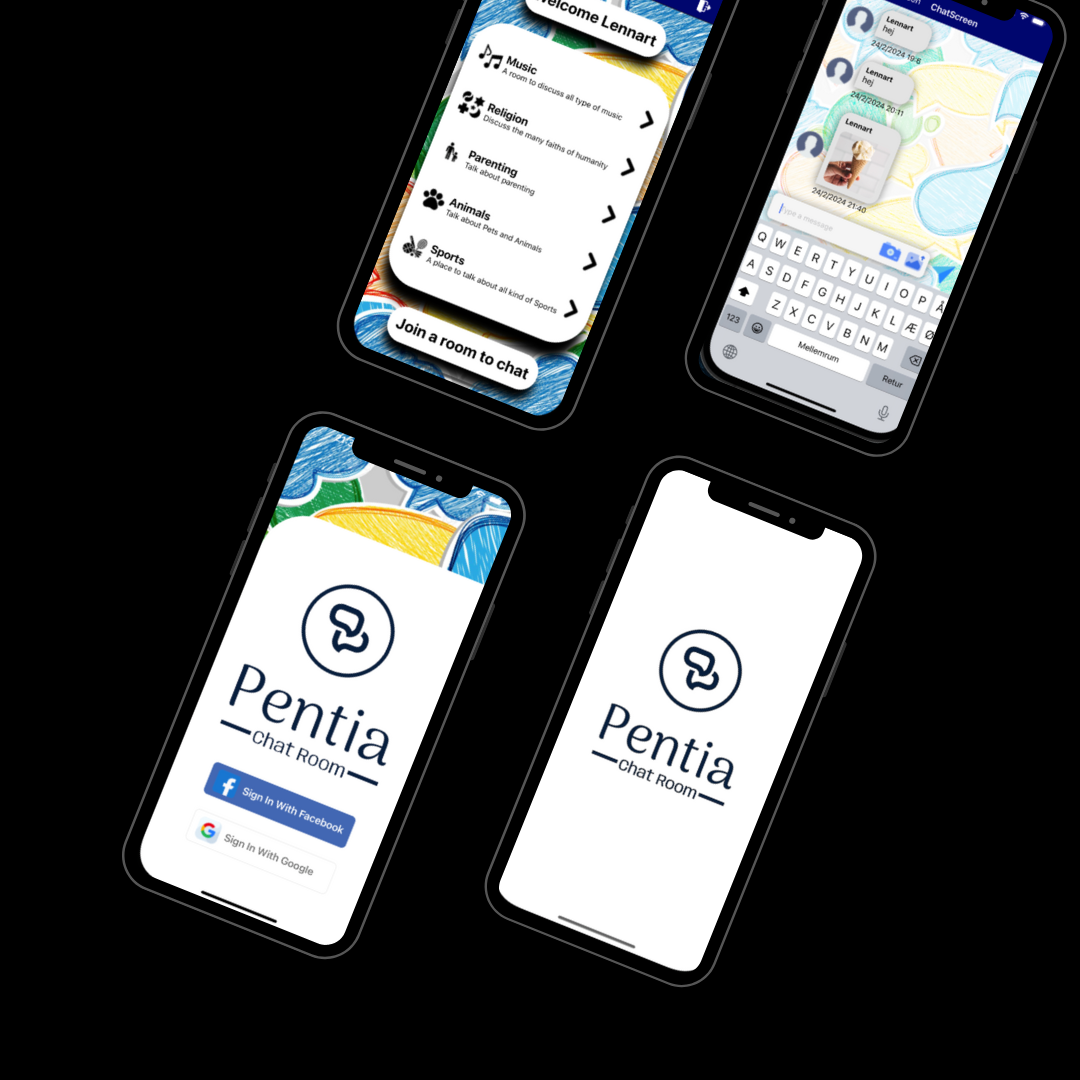 Welcome Lennart
Music
A room to discuss all type of music
Religion
Discuss the many faiths of humanity
Parenting
Talk about parenting
Animals
Talk about Pets and Animals
Sports
A place to talk about all kind of Sports
Join a room to chat
ChatScreen
Lennart
hej
24/2/2024 19:8
Lennart
hej
24/2/2024 20:11
Lennart
24/2/2024 21:40
Type a message
Q W E R T Y U I O P Å
A S D F G H J K L Æ Ø
Z X C V B N M
123
Mellemrum
Retur
Pentia
Chat Room
Sign In With Facebook
Sign In With Google
Pentia
Chat Room